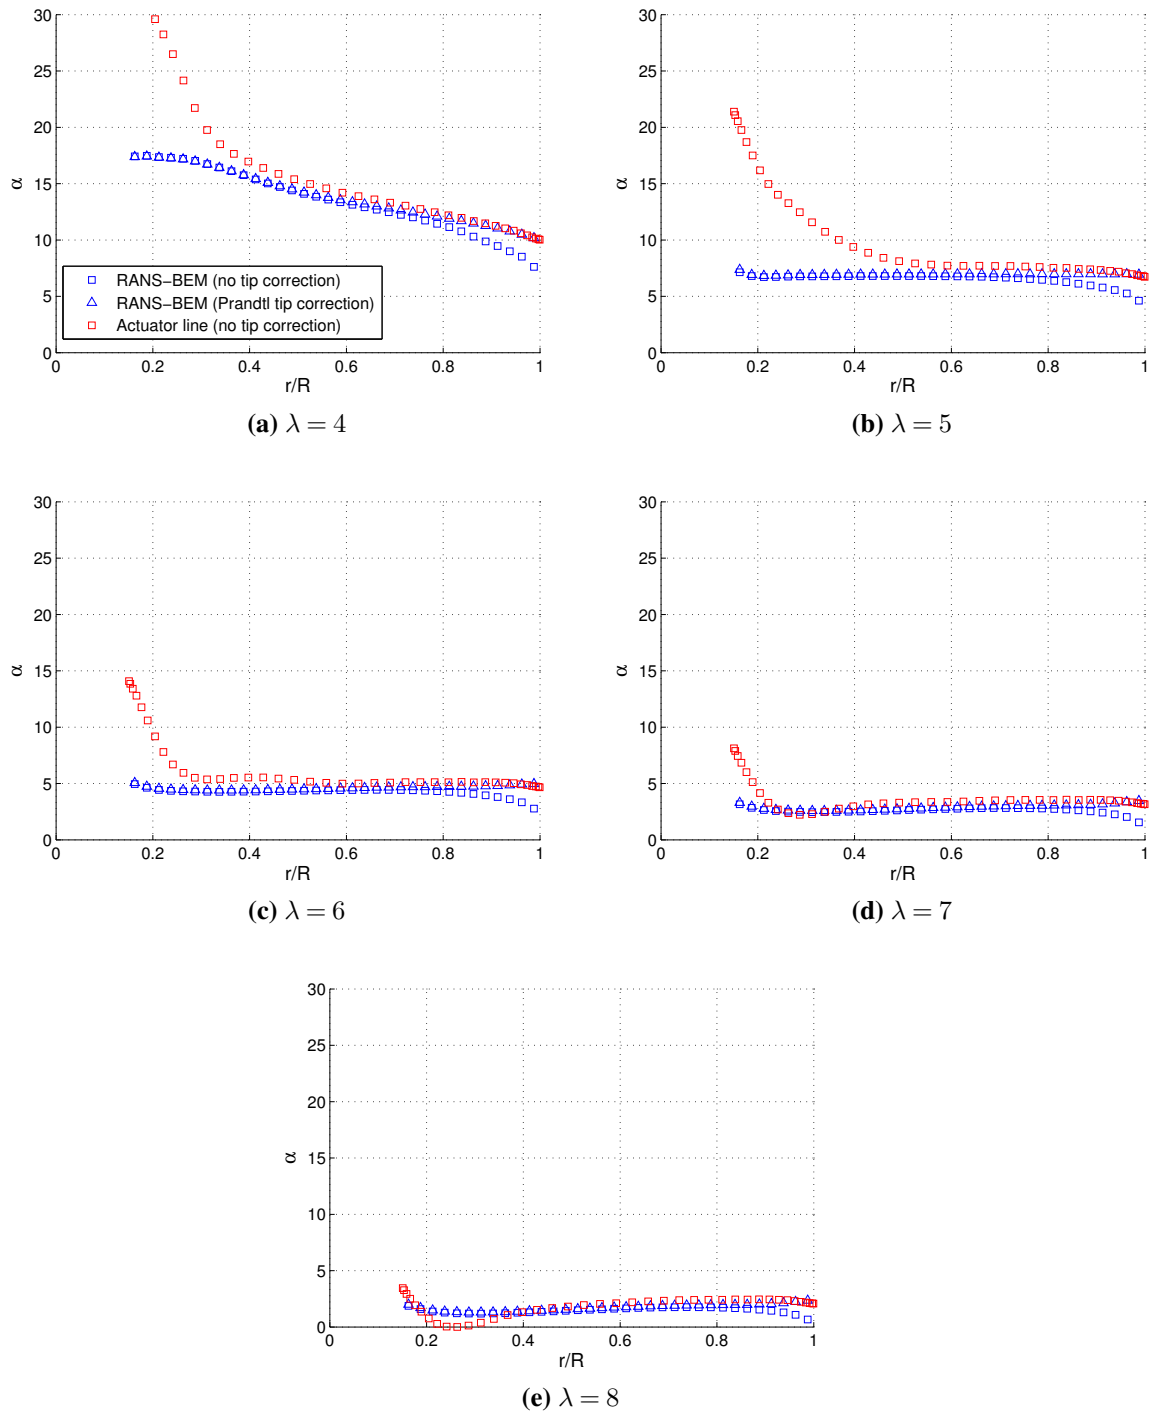 30
25
20
15
10
5
0
α
RANS−BEM (no tip correction)
RANS−BEM (Prandtl tip correction)
Actuator line (no tip correction)
0 0.2 0.4 0.6 0.8 1
r/R
(a) λ = 4
30
25
20
15
10
5
0
α
0 0.2 0.4 0.6 0.8 1
r/R
(b) λ = 5
30
25
20
15
10
5
0
α
0 0.2 0.4 0.6 0.8 1
r/R
(c) λ = 6
30
25
20
15
10
5
0
α
0 0.2 0.4 0.6 0.8 1
r/R
(d) λ = 7
30
25
20
15
10
5
0
α
0 0.2 0.4 0.6 0.8 1
r/R
(e) λ = 8